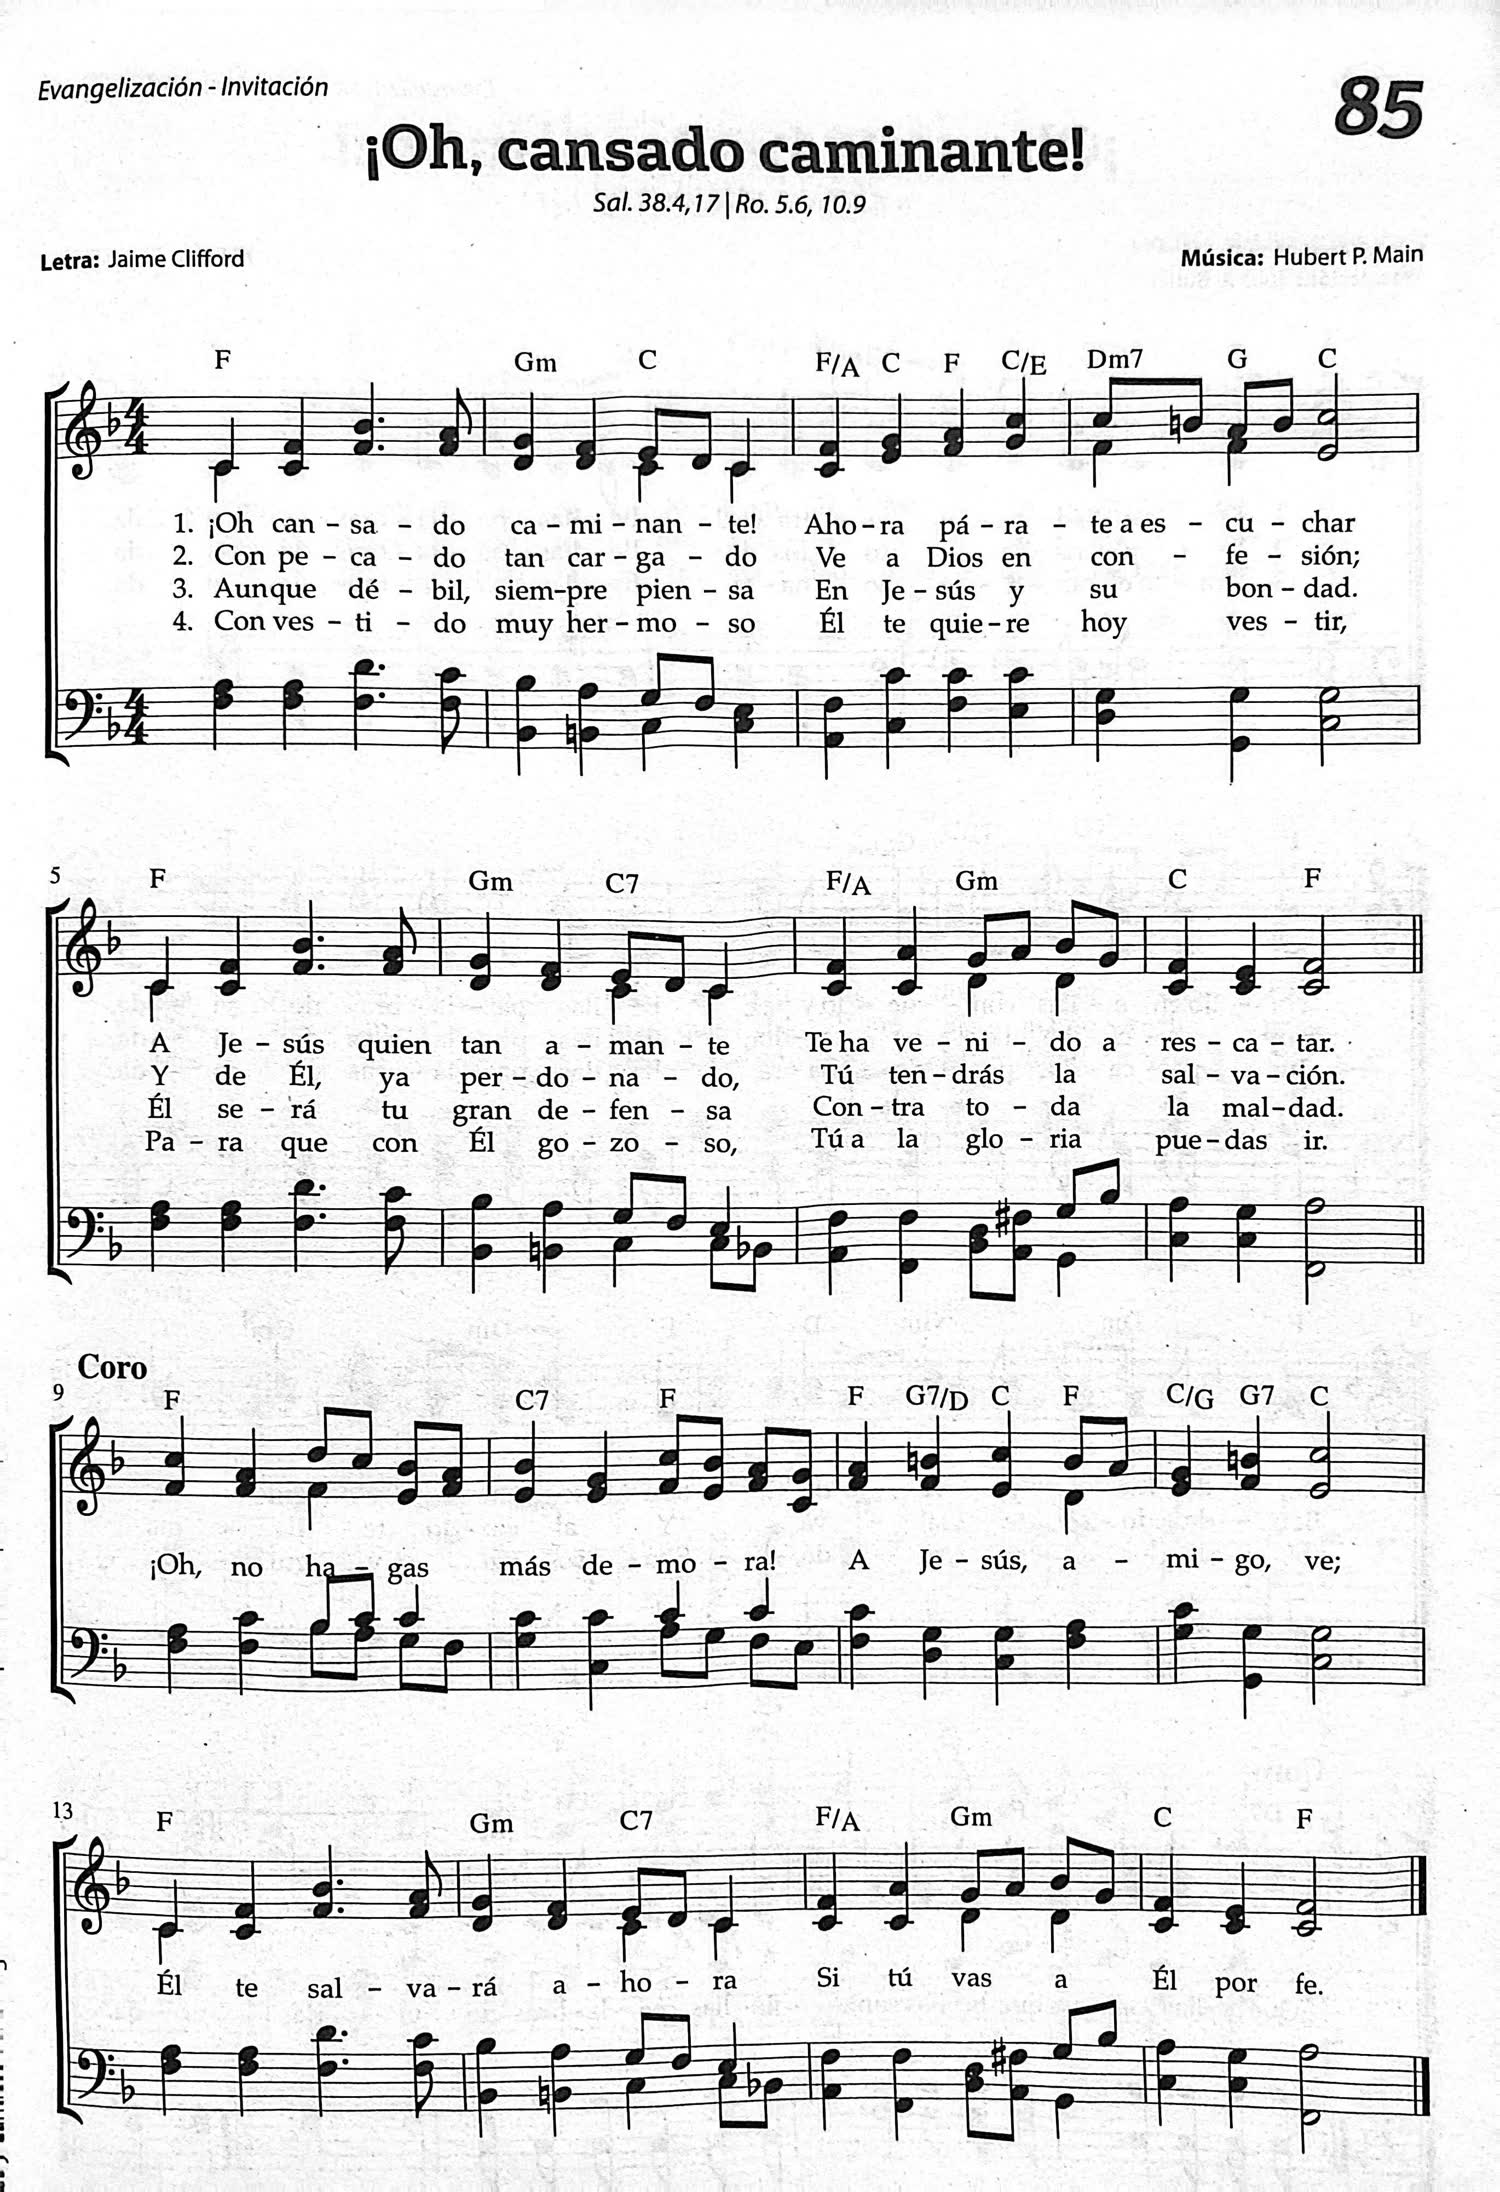 Evangelización - Invitación
85
¡Oh, cansado caminante!
Sal. 38.4,17 | Ro. 5.6, 10.9
Letra: Jaime Clifford
Música: Hubert P. Main
F Gm C F/A C F C/E Dm7 G C
4 4
1. ¡Oh can – sa – do ca – mi – nan – te! Aho – ra pá – ra – te a es – cu – char
2. Con pe – ca – do tan car – ga – do Ve a Dios en con – fe – sión;
3. Aunque dé – bil, siem – pre pien – sa En Je – sús y su bon – dad.
4. Con ves – ti – do muy her – mo – so Él te quie – re hoy ves – tir,
4 4
5
F Gm C7 F/A Gm C F
A Je – sús quien tan a – man – te Te ha ve – ni – do a res – ca – tar.
Y de Él, ya per – do – na – do, Tú ten – drás la sal – va – ción.
Él se – rá tu gran de – fen – sa Con – tra to – da la mal – dad.
Pa – ra que con Él go – zo – so, Tú a la glo – ria pue – das ir.
Coro
9
F C7 F F G7/D C F C/G G7 C
¡Oh, no ha – gas más de – mo – ra! A Je – sús, a – mi – go, ve;
13
F Gm C7 F/A Gm C F
Él te sal – va – rá a – ho – ra Si tú vas a Él por fe.